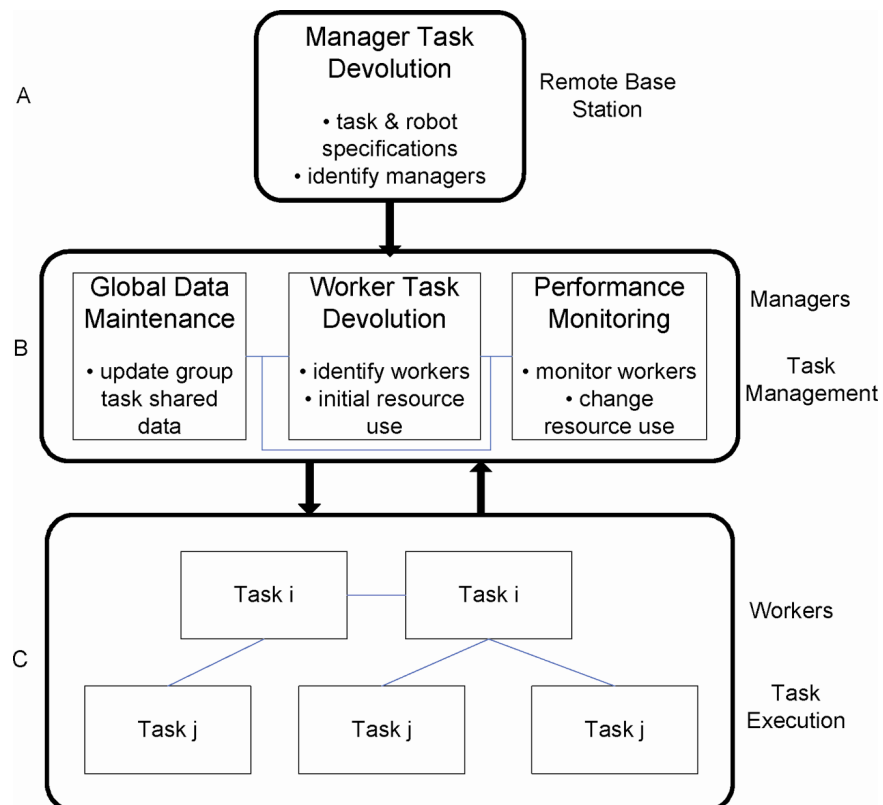 Manager Task
Devolution
• task & robot
specifications
• identify managers
A
Remote Base
Station
Global Data
Maintenance
• update group
task shared
data
Worker Task
Devolution
• identify workers
• initial resource
use
Performance
Monitoring
• monitor workers
• change
resource use
Managers
B
Task
Management
Task i
Task i
Workers
C
Task j
Task j
Task j
Task
Execution